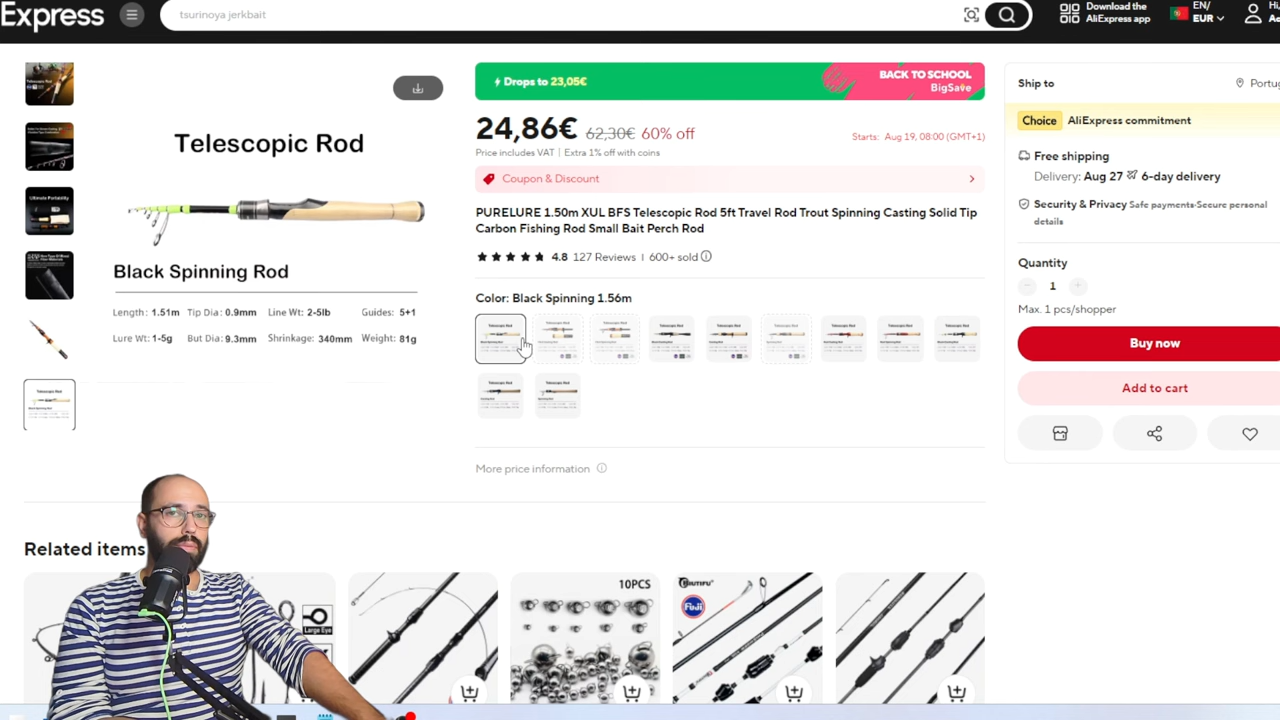 Express
tsurinoya jerkbait
Download the
AliExpress app
EN/
EUR
Hi,
Telescopic Rod
Black Spinning Rod
Length: 1.51m Tip Dia: 0.9mm Line Wt: 2-5lb Guides: 5+1
Lure Wt: 1-5g But Dia: 9.3mm Shrinkage: 340mm Weight: 81g
Drops to 23,05€
BACK TO SCHOOL
BigSave
24,86€ 62,30€ 60% off
Starts: Aug 19, 08:00 (GMT+1)
Price includes VAT | Extra 1% off with coins
Coupon & Discount
PURELURE 1.50m XUL BFS Telescopic Rod 5ft Travel Rod Trout Spinning Casting Solid Tip
Carbon Fishing Rod Small Bait Perch Rod
4.8 127 Reviews | 600+ sold
Color: Black Spinning 1.56m
More price information
Ship to
Portug
Choice AliExpress commitment
Free shipping
Delivery: Aug 27 6-day delivery
Security & Privacy Safe payments·Secure personal
details
Quantity
1
Max. 1 pcs/shopper
Buy now
Add to cart
Related items
Large Eye
10PCS
FUJI